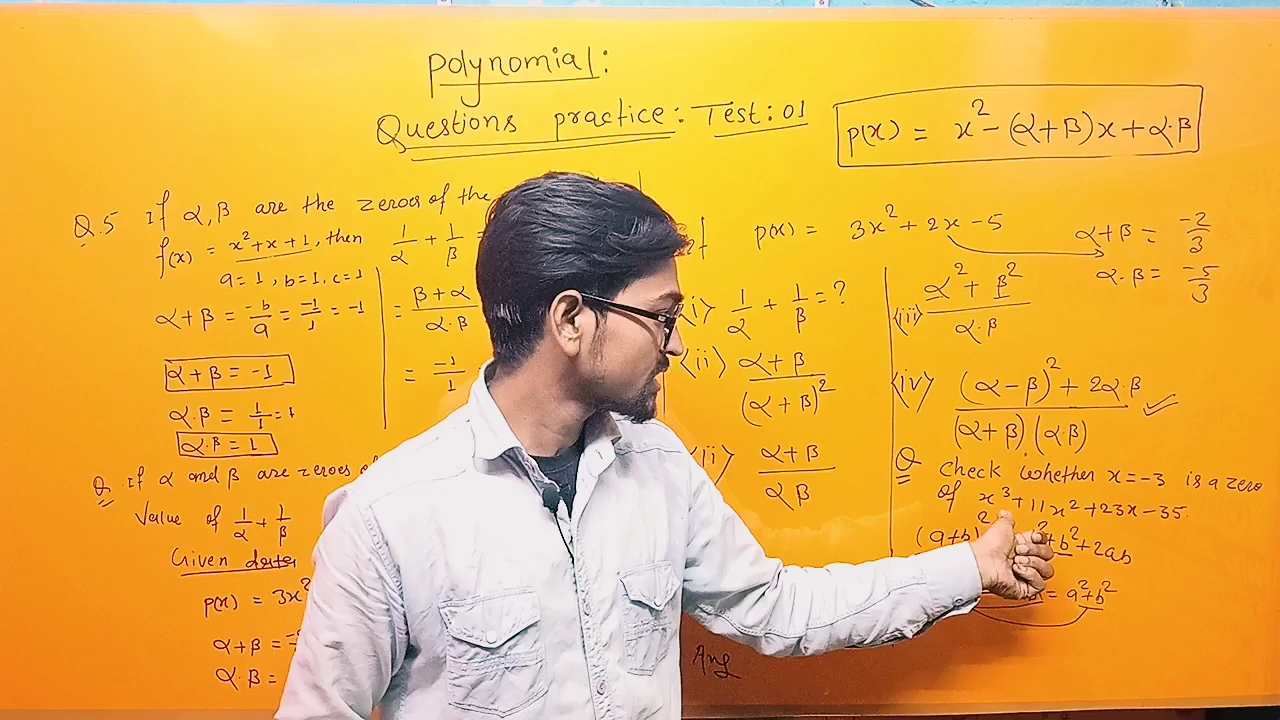 Polynomial:
Questions practice: Test: 01
p(x) = x² - (α+β)x + α.β
Q.5 If α, β are the zeroes of the
f(x) = x²+x+1, then 1/α + 1/β =
a=1, b=1, c=1
α+β = -b/a = -1/1 = -1
α+β = -1
α.β = 1/1 = 1
α.β = 1
= β+α / α.β
= -1/1
Q. If α and β are zeroes
Value of 1/α + 1/β
Given data
p(x) = 3x²
α+β =
α.β =
p(x) = 3x² + 2x - 5
α+β = -2/3
α.β = -5/3
(i) 1/α + 1/β = ?
(ii) α+β / (α+β)²
(ii) α+β / αβ
(iii) α² + β² / α.β
(iv) (α-β)² + 2α.β / (α+β).(αβ)
Q check whether x=-3 is a zero
of x³+11x²+23x-35.
(a+b)² +b²+2ab
= a²+b²
Ans